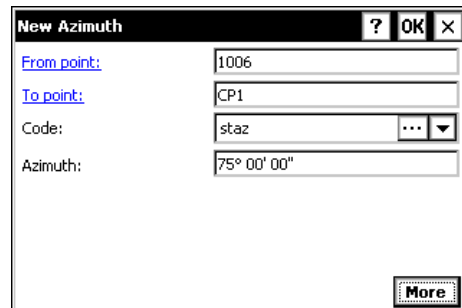 New Azimuth ? OK ×
From point: 1006
To point: CP1
Code: staz ...
Azimuth: 75° 00' 00"
More